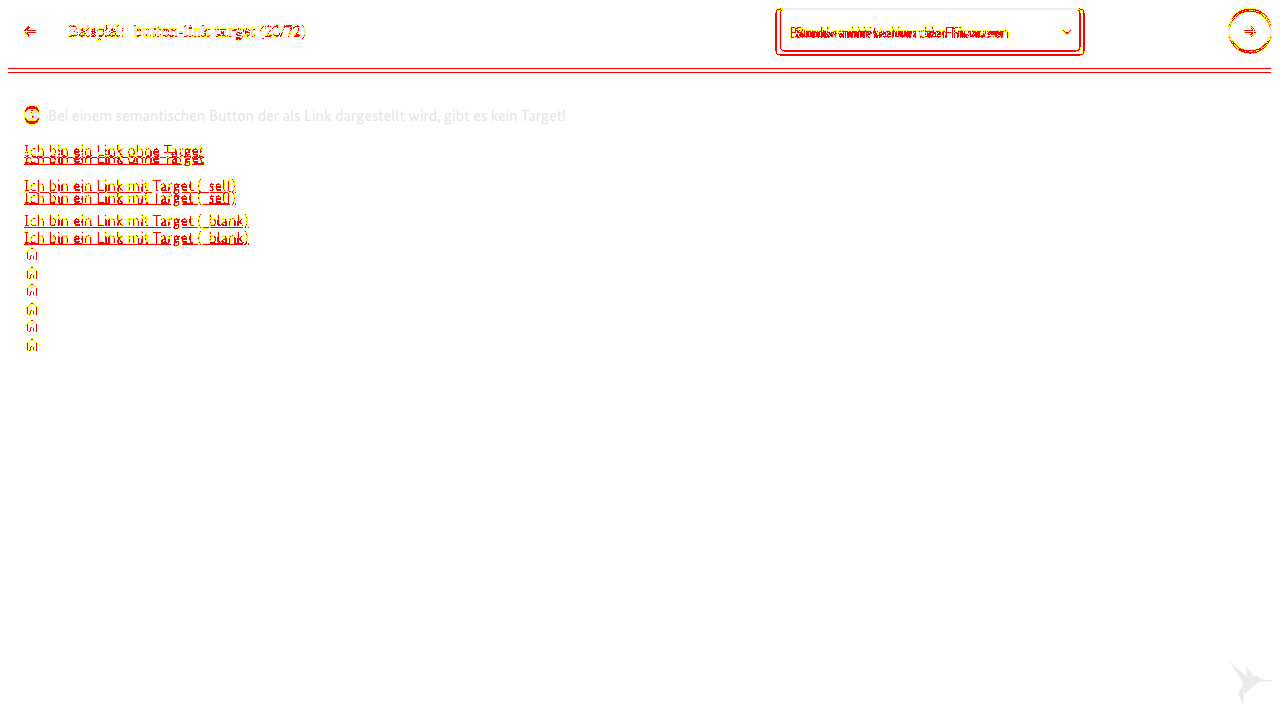 Beispiel: button-link target (20/72)
Bei einem semantischen Button der als Link dargestellt wird, gibt es kein Target!
Ich bin ein Link ohne Target
Ich bin ein Link ohne Target
Ich bin ein Link mit Target (_self)
Ich bin ein Link mit Target (_self)
Ich bin ein Link mit Target (_blank)
Ich bin ein Link mit Target (_blank)